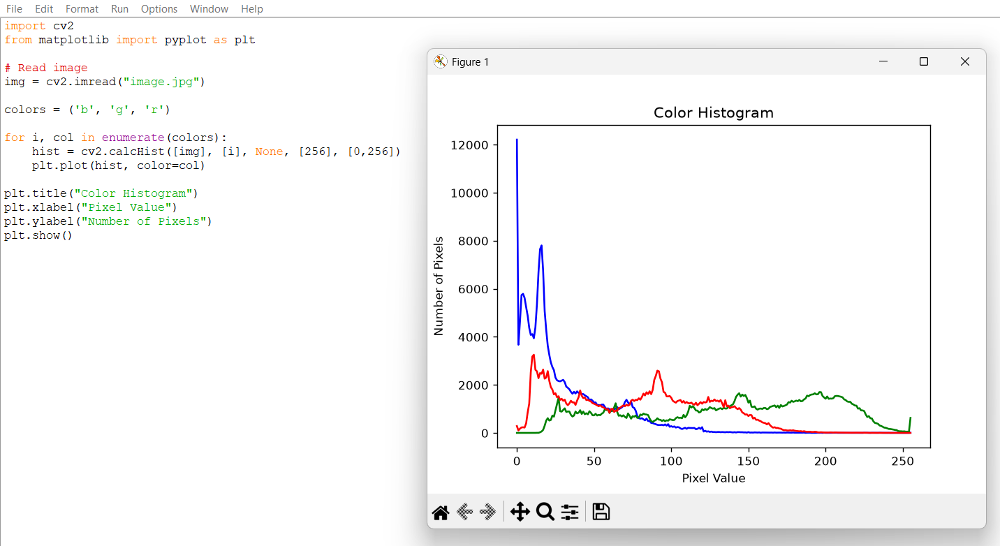 File Edit Format Run Options Window Help
import cv2
from matplotlib import pyplot as plt
# Read image
img = cv2.imread("image.jpg")
colors = ('b', 'g', 'r')
for i, col in enumerate(colors):
    hist = cv2.calcHist([img], [i], None, [256], [0,256])
    plt.plot(hist, color=col)
plt.title("Color Histogram")
plt.xlabel("Pixel Value")
plt.ylabel("Number of Pixels")
plt.show()
Figure 1
Color Histogram
Number of Pixels
12000
10000
8000
6000
4000
2000
0
0 50 100 150 200 250
Pixel Value